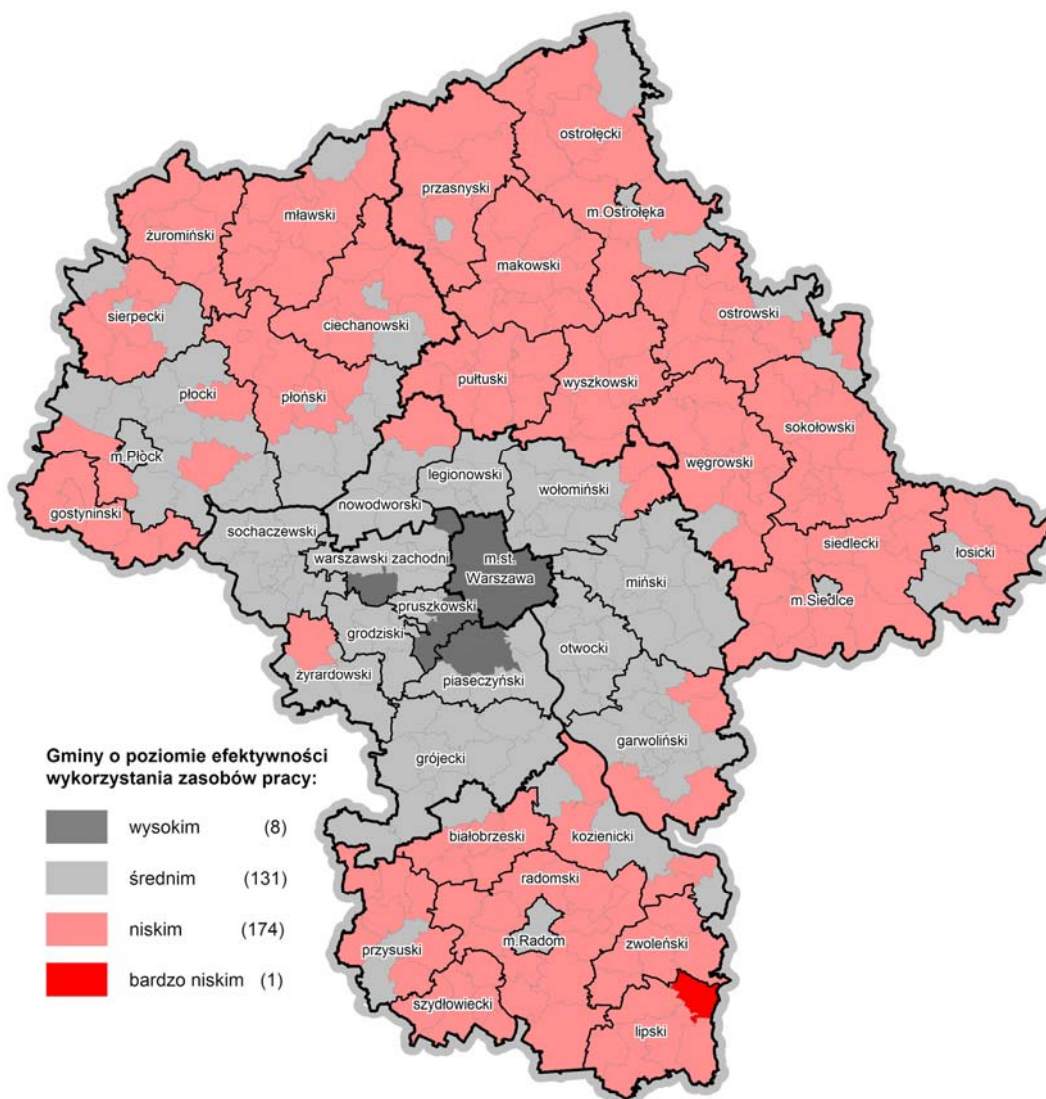 ostrołęcki
przasnyski
m.Ostrołęka
mławski
żuromiński
makowski
sierpecki
ciechanowski
ostrowski
płocki
płoński
pułtuski
wyszkowski
sokołowski
m.Płock
węgrowski
legionowski
wołomiński
nowodworski
gostyniński
sochaczewski
siedlecki
łosicki
warszawski zachodni
m.st.
Warszawa
miński
m.Siedlce
pruszkowski
grodziski
otwocki
żyrardowski
piaseczyński
garwoliński
grójecki
Gminy o poziomie efektywności
wykorzystania zasobów pracy:
wysokim (8)
średnim (131)
niskim (174)
bardzo niskim (1)
białobrzeski
kozienicki
radomski
m.Radom
zwoleński
przysuski
szydłowiecki
lipski